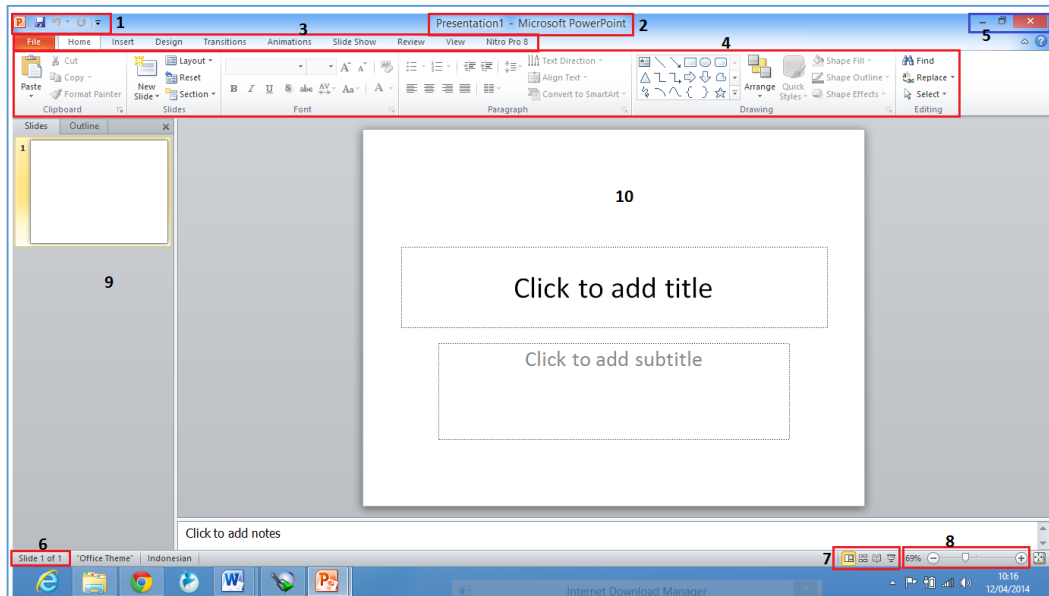 1 Presentation1 - Microsoft PowerPoint 2
5
3
File Home Insert Design Transitions Animations Slide Show Review View Nitro Pro 8
4
Paste Cut Copy Format Painter
Clipboard
New Slide Layout Reset Section
Slides
B I U S abc AV Aa A
Font
Text Direction
Align Text
Convert to SmartArt
Paragraph
Arrange Quick Styles
Shape Fill
Shape Outline
Shape Effects
Drawing
Find
Replace
Select
Editing
Slides Outline
1
9
10
Click to add title
Click to add subtitle
Click to add notes
6
7
8
Slide 1 of 1 "Office Theme" Indonesian 69%
Internet Download Manager
10:16
12/04/2014